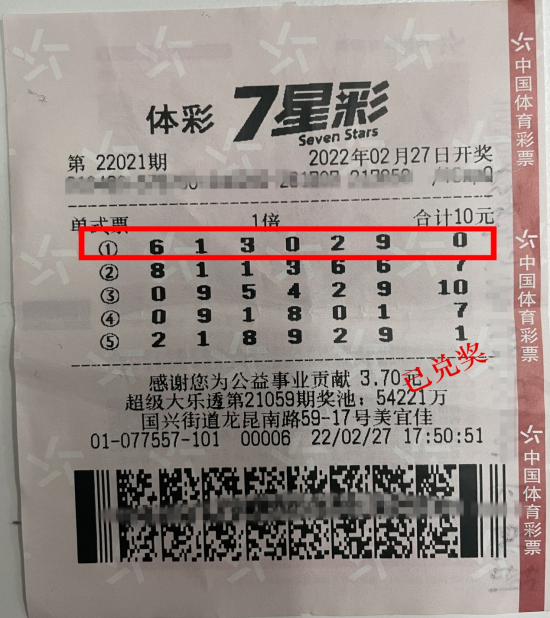 体彩 7星彩
Seven Stars
第 22021期 2022年02月27日开奖
单式票 1倍 合计10元
① 6 1 3 0 2 9 0
② 8 1 1 3 6 6 7
③ 0 9 5 4 2 9 10
④ 0 9 1 8 0 1 7
⑤ 2 1 8 9 2 9 1
感谢您为公益事业贡献 3.70元
已兑奖
超级大乐透第21059期奖池：54221万
国兴街道龙昆南路59-17号美宜佳
01-077557-101 00006 22/02/27 17:50:51
中国体育彩票
中国体育彩票
中国体育彩票